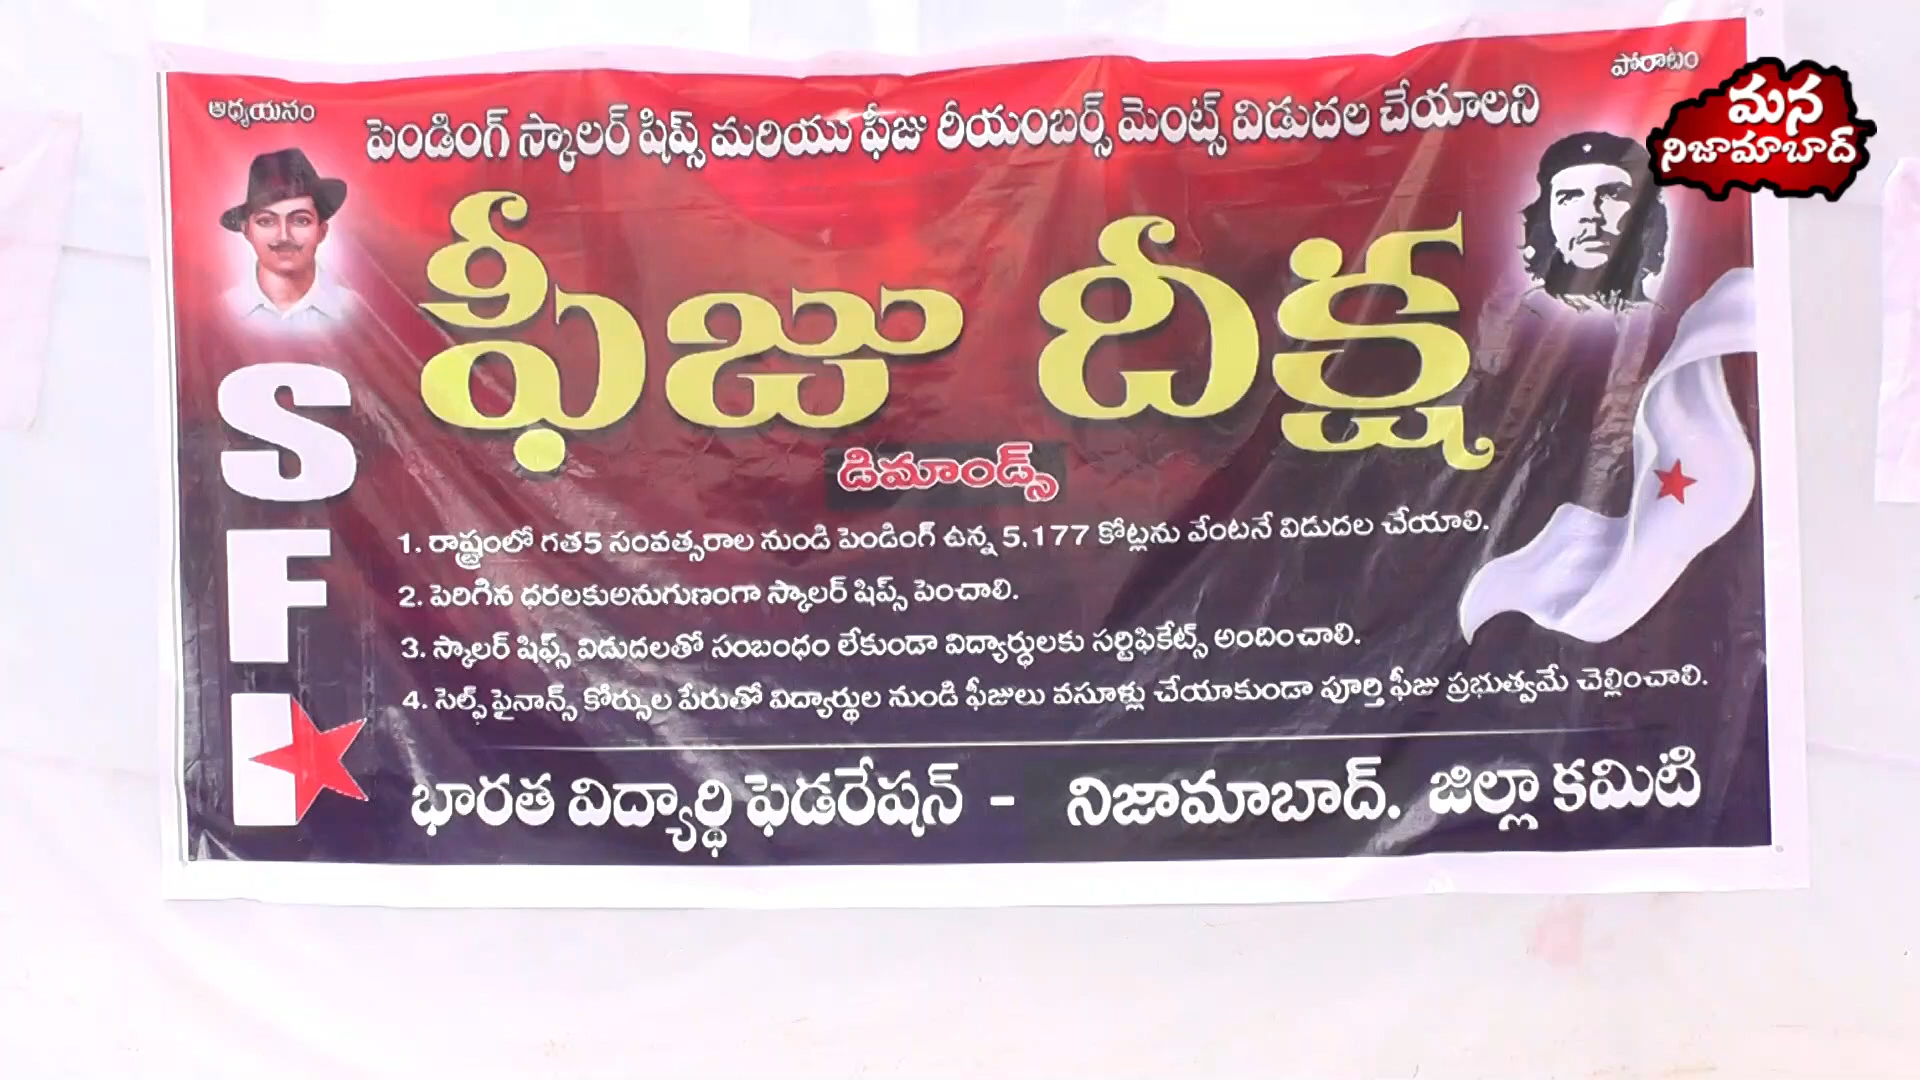 అధ్యయనం
పోరాటం
మన
నిజామాబాద్
పెండింగ్ స్కాలర్ షిప్స్ మరియు ఫీజు రీయంబర్స్ మెంట్స్ విడుదల చేయాలని
ఫీజు దీక్ష
SFI
డిమాండ్స్
1. రాష్ట్రంలో గత5 సంవత్సరాల నుండి పెండింగ్ ఉన్న 5,177 కోట్లను వేంటనే విడుదల చేయాలి.
2. పెరిగిన ధరలకుఅనుగుణంగా స్కాలర్ షిప్స్ పెంచాలి.
3. స్కాలర్ షిఫ్స్ విడుదలతో సంబంధం లేకుండా విద్యార్ధులకు సర్టిఫికేట్స్ అందించాలి.
4. సెల్ఫ్ ఫైనాన్స్ కోర్సుల పేరుతో విద్యార్థుల నుండి ఫీజులు వసూళ్లు చేయాకుండా పూర్తి ఫీజు ప్రభుత్వమే చెల్లించాలి.
భారత విద్యార్థి ఫెడరేషన్ - నిజామాబాద్. జిల్లా కమిటి